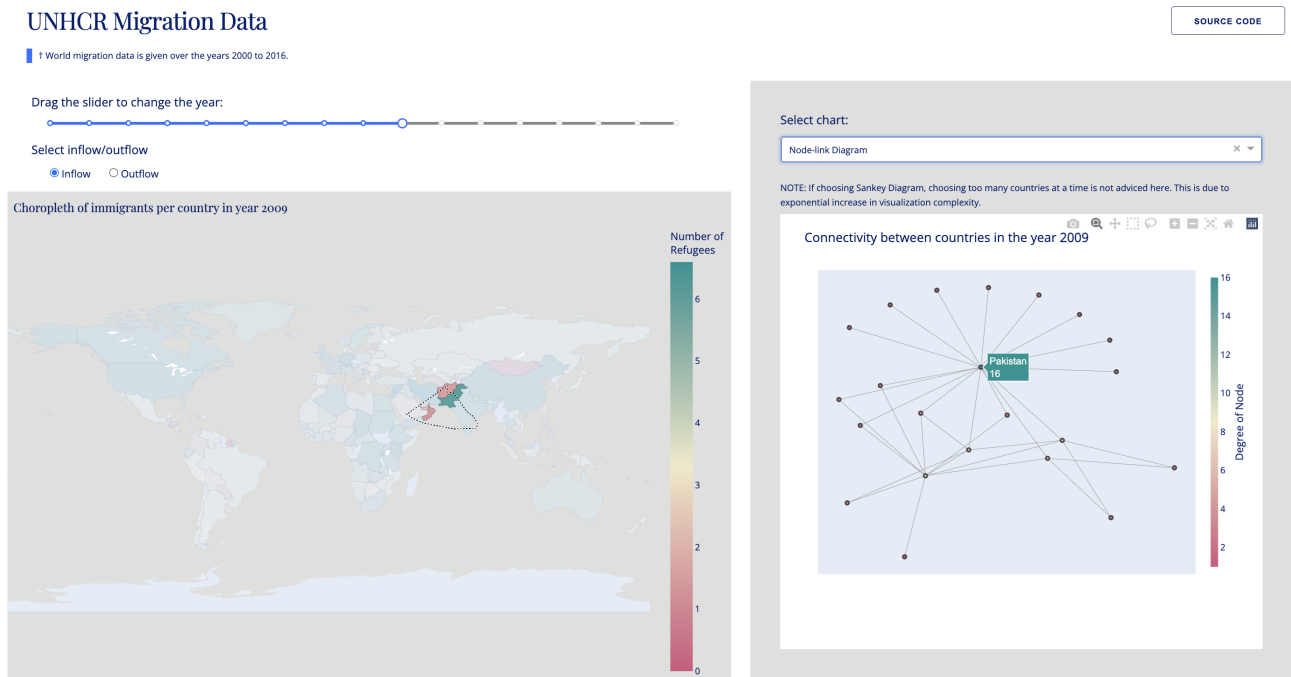 UNHCR Migration Data
SOURCE CODE
† World migration data is given over the years 2000 to 2016.
Drag the slider to change the year:
Select inflow/outflow
Inflow
Outflow
Choropleth of immigrants per country in year 2009
Number of
Refugees
6
5
4
3
2
1
0
Select chart:
Node-link Diagram
NOTE: If choosing Sankey Diagram, choosing too many countries at a time is not adviced here. This is due to
exponential increase in visualization complexity.
Connectivity between countries in the year 2009
Pakistan
16
16
14
12
10
8
6
4
2
Degree of Node